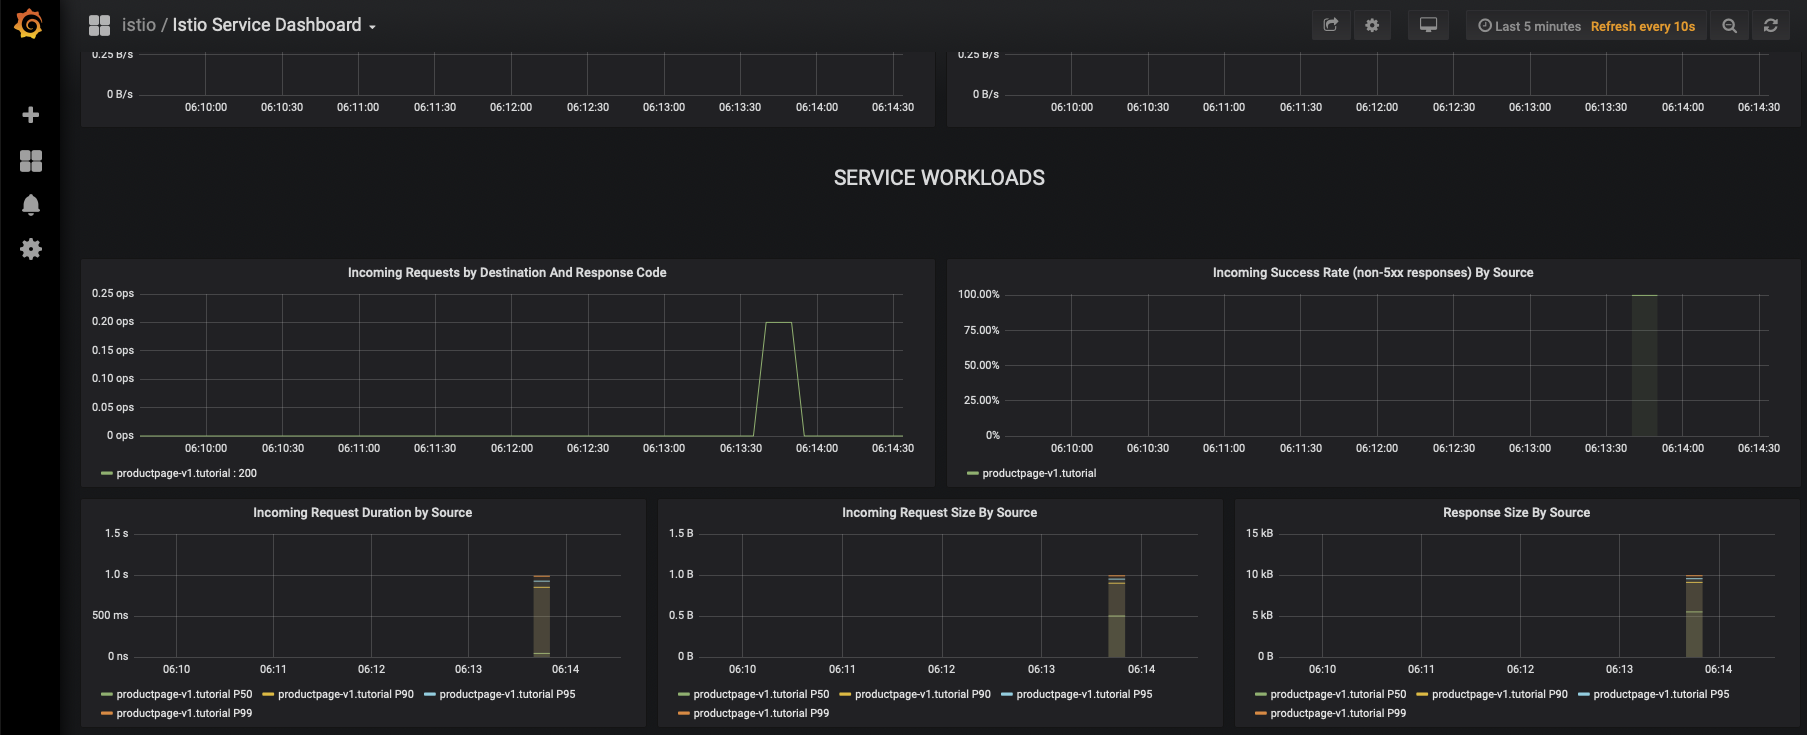 istio / Istio Service Dashboard
Last 5 minutes Refresh every 10s
0.25 B/s
0 B/s
06:10:00 06:10:30 06:11:00 06:11:30 06:12:00 06:12:30 06:13:00 06:13:30 06:14:00 06:14:30
0.25 B/s
0 B/s
06:10:00 06:10:30 06:11:00 06:11:30 06:12:00 06:12:30 06:13:00 06:13:30 06:14:00 06:14:30
SERVICE WORKLOADS
Incoming Requests by Destination And Response Code
0.25 ops
0.20 ops
0.15 ops
0.10 ops
0.05 ops
0 ops
06:10:00 06:10:30 06:11:00 06:11:30 06:12:00 06:12:30 06:13:00 06:13:30 06:14:00 06:14:30
productpage-v1.tutorial : 200
Incoming Success Rate (non-5xx responses) By Source
100.00%
75.00%
50.00%
25.00%
0%
06:10:00 06:10:30 06:11:00 06:11:30 06:12:00 06:12:30 06:13:00 06:13:30 06:14:00 06:14:30
productpage-v1.tutorial
Incoming Request Duration by Source
1.5 s
1.0 s
500 ms
0 ns
06:10 06:11 06:12 06:13 06:14
productpage-v1.tutorial P50 productpage-v1.tutorial P90 productpage-v1.tutorial P95
productpage-v1.tutorial P99
Incoming Request Size By Source
1.5 B
1.0 B
0.5 B
0 B
06:10 06:11 06:12 06:13 06:14
productpage-v1.tutorial P50 productpage-v1.tutorial P90 productpage-v1.tutorial P95
productpage-v1.tutorial P99
Response Size By Source
15 kB
10 kB
5 kB
0 B
06:10 06:11 06:12 06:13 06:14
productpage-v1.tutorial P50 productpage-v1.tutorial P90 productpage-v1.tutorial P95
productpage-v1.tutorial P99